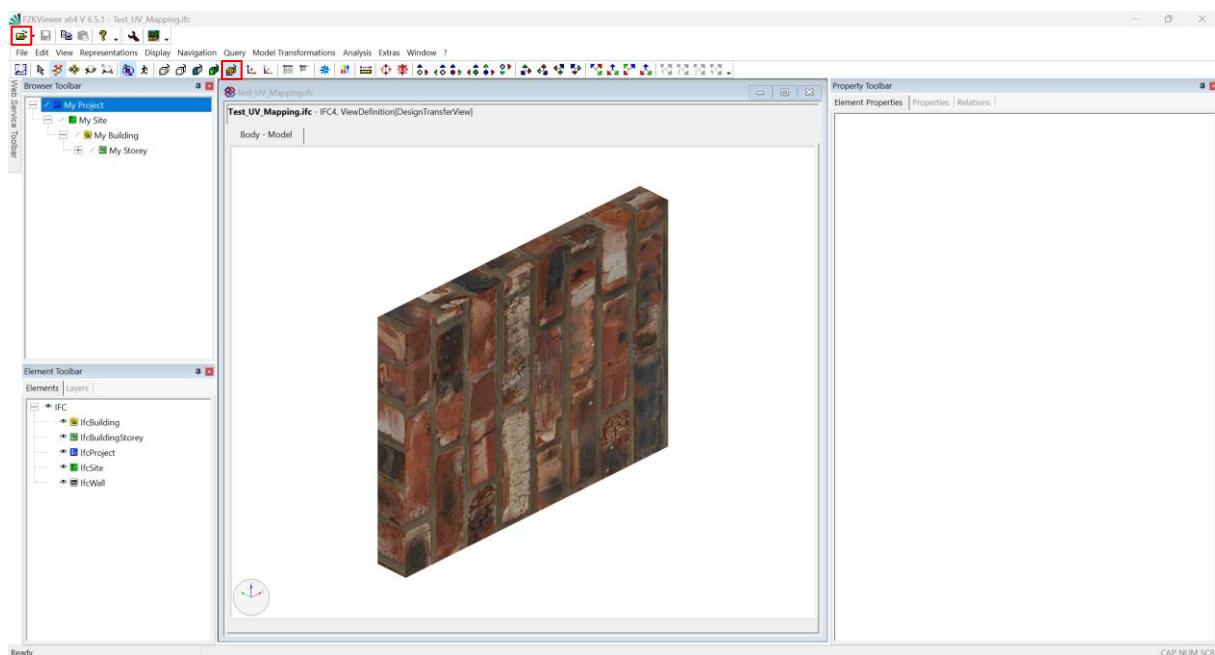 FZKViewer x64 V 6.5.1 - Test_UV_Mapping.ifc
File Edit View Representations Display Navigation Query Model Transformations Analysis Extras Window ?
Web Service Toolbar
Browser Toolbar
My Project
My Site
My Building
My Storey
Element Toolbar
Elements Layers
IFC
IfcBuilding
IfcBuildingStorey
IfcProject
IfcSite
IfcWall
Test_UV_Mapping.ifc
Test_UV_Mapping.ifc - IFC4, ViewDefinition[DesignTransferView]
Body - Model
Property Toolbar
Element Properties Properties Relations
Ready
CAP NUM SCR